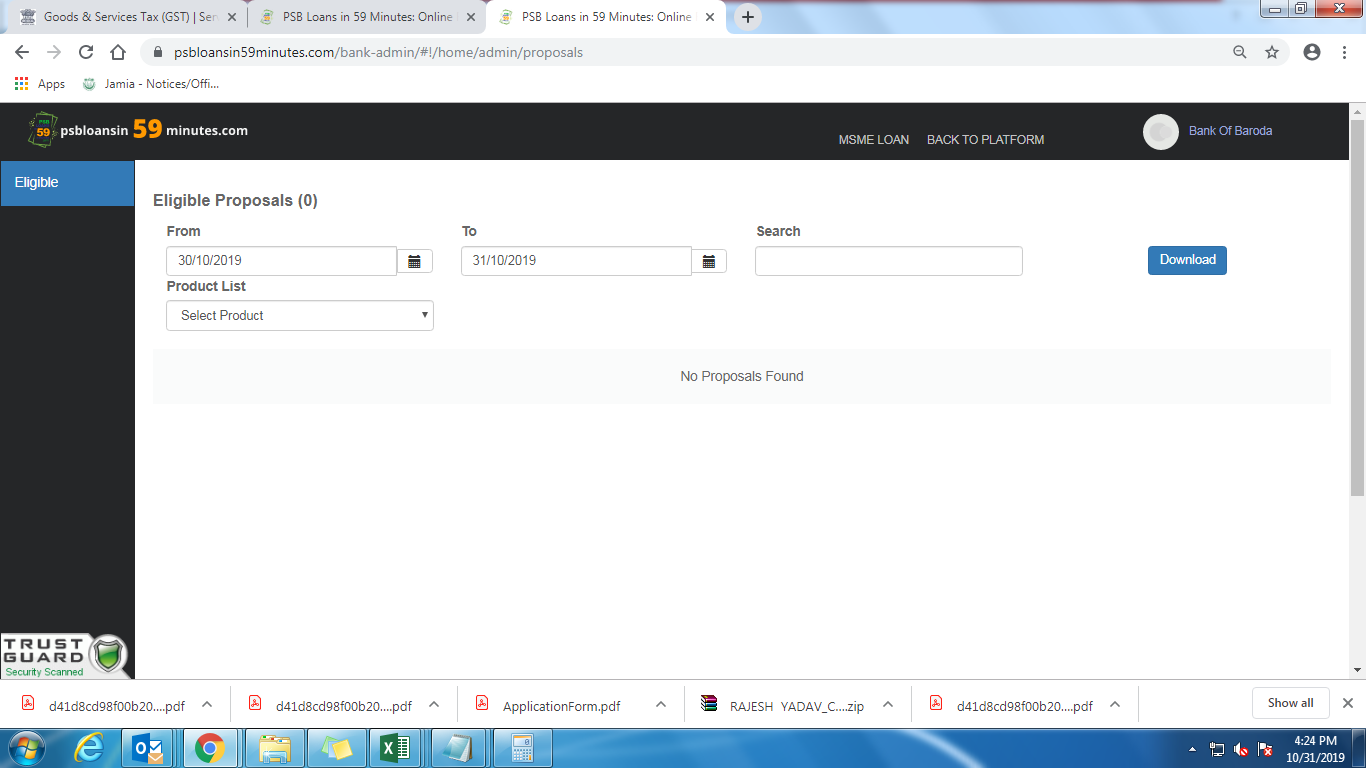 Goods & Services Tax (GST) | Ser
PSB Loans in 59 Minutes: Online
PSB Loans in 59 Minutes: Online
psbloansin59minutes.com/bank-admin/#!/home/admin/proposals
Apps
Jamia - Notices/Offi...
PSB
59
psbloansin 59 minutes.com
MSME LOAN
BACK TO PLATFORM
Bank Of Baroda
Eligible
Eligible Proposals (0)
From
To
Search
30/10/2019
31/10/2019
Download
Product List
Select Product
No Proposals Found
TRUST
GUARD
Security Scanned
d41d8cd98f00b20....pdf
d41d8cd98f00b20....pdf
ApplicationForm.pdf
RAJESH YADAV_C....zip
d41d8cd98f00b20....pdf
Show all
4:24 PM
10/31/2019